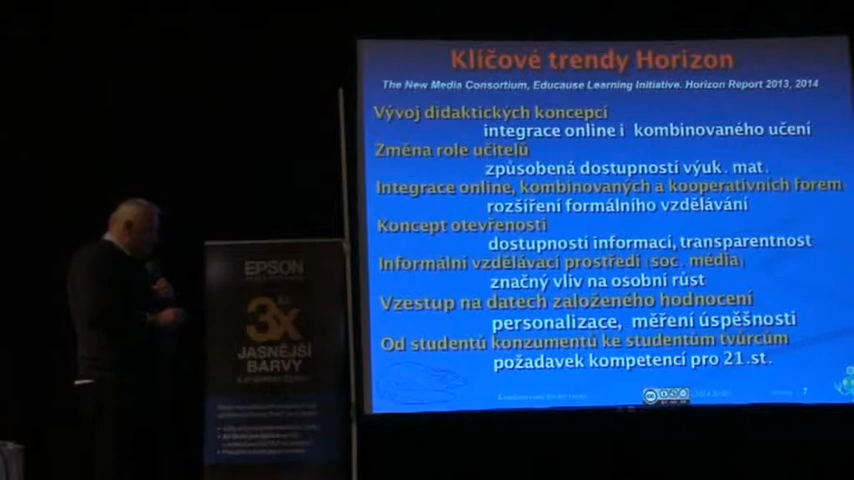 Klíčové trendy Horizon
The New Media Consortium, Educause Learning Initiative. Horizon Report 2013, 2014
Vývoj didaktických koncepcí
integrace online i kombinovaného učení
Změna role učitelů
způsobená dostupností výuk. mat.
Integrace online, kombinovaných a kooperativních forem
rozšíření formálního vzdělávání
Koncept otevřenosti
dostupnosti informací, transparentnost
Informální vzdělávací prostředí (soc. média)
značný vliv na osobní růst
Vzestup na datech založeného hodnocení
personalizace, měření úspěšnosti
Od studentů konzumentů ke studentům tvůrcům
požadavek kompetencí pro 21.st.
7
EPSON
3x
JASNĚJŠÍ
BARVY